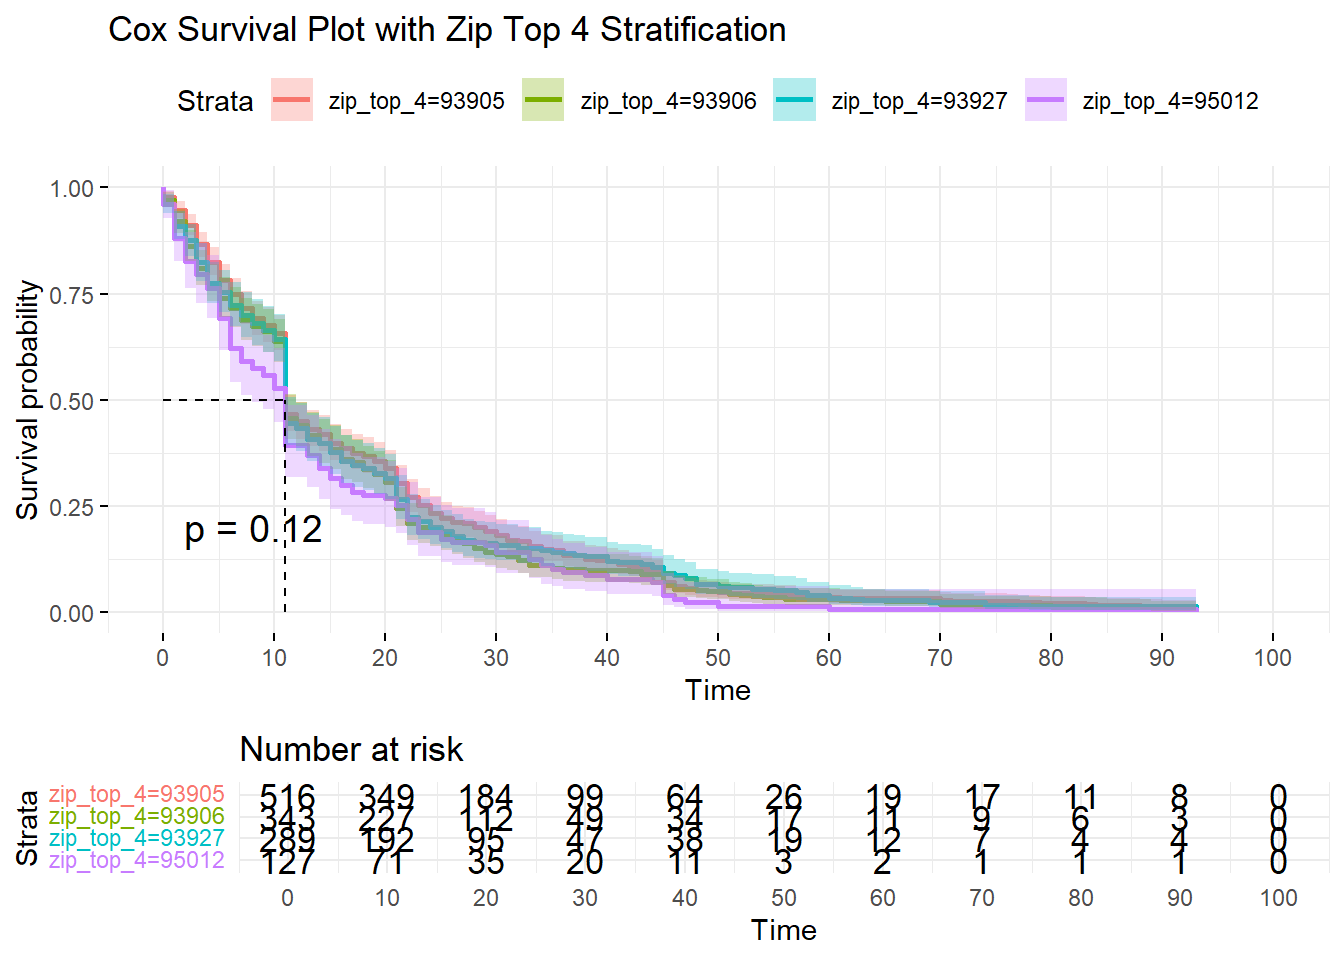 Cox Survival Plot with Zip Top 4 Stratification
Strata zip_top_4=93905 zip_top_4=93906 zip_top_4=93927 zip_top_4=95012
Survival probability
1.00
0.75
0.50
0.25
0.00
p = 0.12
0 10 20 30 40 50 60 70 80 90 100
Time
Number at risk
Strata
zip_top_4=93905 516 349 184 99 64 26 19 17 11 8 0
zip_top_4=93906 343 227 112 49 34 17 11 9 6 3 0
zip_top_4=93927 289 192 95 47 38 19 12 7 4 4 0
zip_top_4=95012 127 71 35 20 11 3 2 1 1 1 0
0 10 20 30 40 50 60 70 80 90 100
Time